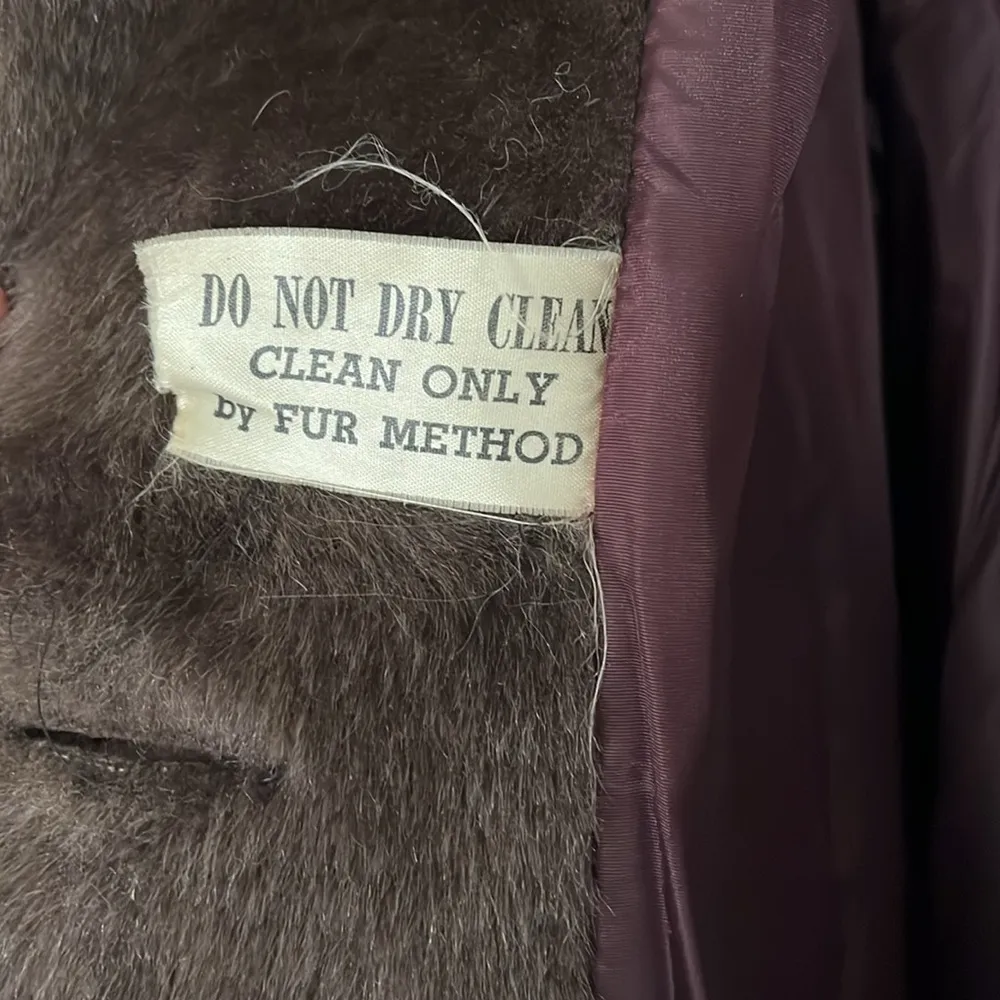 DO NOT DRY CLEAN
CLEAN ONLY
by FUR METHOD